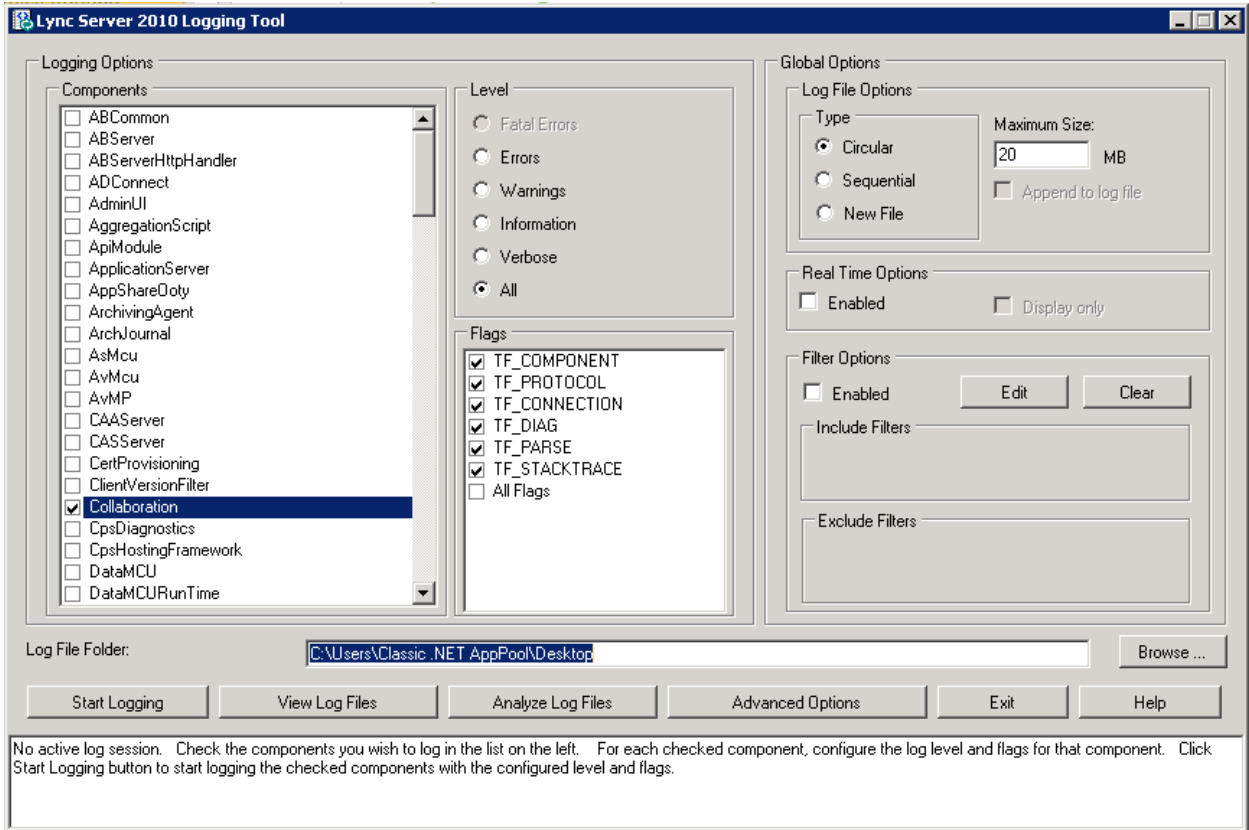 Lync Server 2010 Logging Tool
Logging Options
Components
ABCommon
ABServer
ABServerHttpHandler
ADConnect
AdminUI
AggregationScript
ApiModule
ApplicationServer
AppShareOoty
ArchivingAgent
ArchJournal
AsMcu
AvMcu
AvMP
CAAServer
CASServer
CertProvisioning
ClientVersionFilter
Collaboration
CpsDiagnostics
CpsHostingFramework
DataMCU
DataMCURunTime
Level
Fatal Errors
Errors
Warnings
Information
Verbose
All
Flags
TF_COMPONENT
TF_PROTOCOL
TF_CONNECTION
TF_DIAG
TF_PARSE
TF_STACKTRACE
All Flags
Global Options
Log File Options
Type
Circular
Sequential
New File
Maximum Size:
20 MB
Append to log file
Real Time Options
Enabled
Display only
Filter Options
Enabled
Edit
Clear
Include Filters
Exclude Filters
Log File Folder:
C:\Users\Classic .NET AppPool\Desktop
Browse ...
Start Logging
View Log Files
Analyze Log Files
Advanced Options
Exit
Help
No active log session. Check the components you wish to log in the list on the left. For each checked component, configure the log level and flags for that component. Click
Start Logging button to start logging the checked components with the configured level and flags.